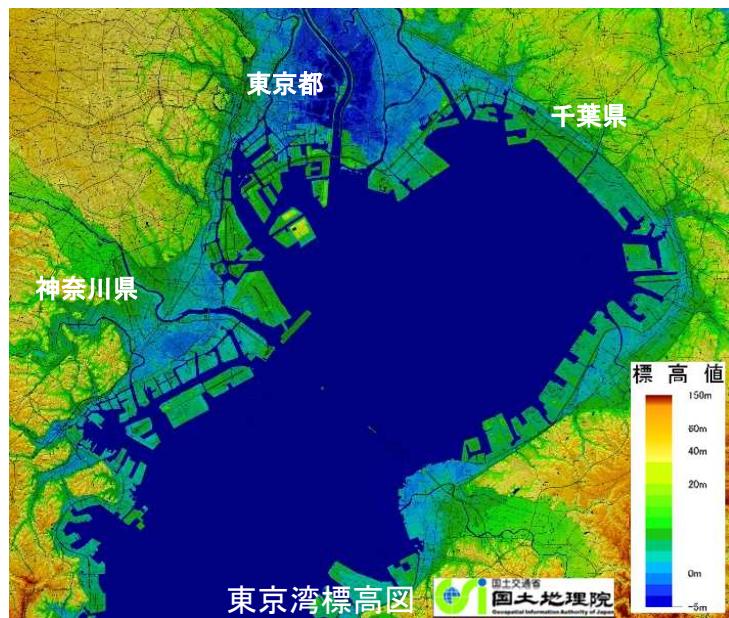 東京都
千葉県
神奈川県
標 高 値
150m
60m
40m
20m
0m
-5m
東京湾標高図
国土交通省
国土地理院
Geospatial Information Authority of Japan